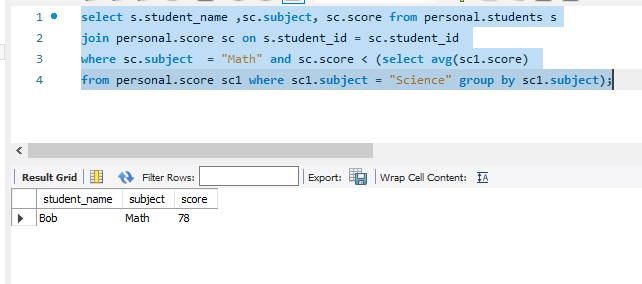 1 select s.student_name ,sc.subject, sc.score from personal.students s
2 join personal.score sc on s.student_id = sc.student_id
3 where sc.subject  = "Math" and sc.score < (select avg(sc1.score)
4 from personal.score sc1 where sc1.subject = "Science" group by sc1.subject);
Result Grid Filter Rows: Export: Wrap Cell Content: IA
student_name subject score
Bob Math 78